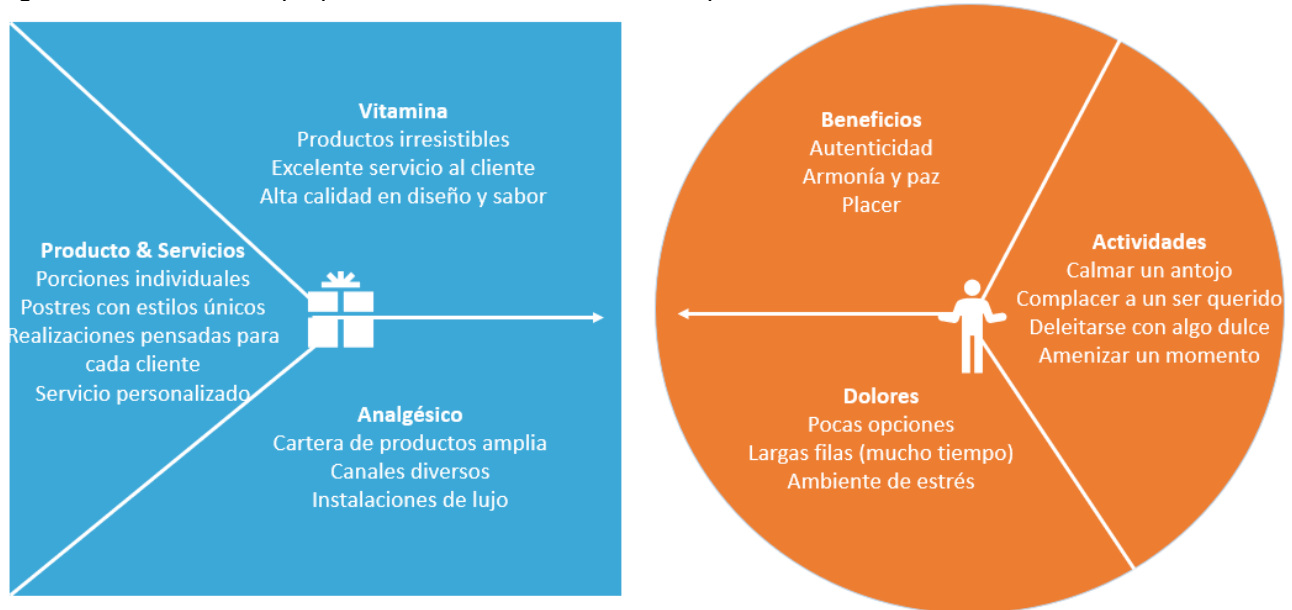 Vitamina
Productos irresistibles
Excelente servicio al cliente
Alta calidad en diseño y sabor
Producto & Servicios
Porciones individuales
Postres con estilos únicos
Realizaciones pensadas para
cada cliente
Servicio personalizado
Analgésico
Cartera de productos amplia
Canales diversos
Instalaciones de lujo
Beneficios
Autenticidad
Armonía y paz
Placer
Actividades
Calmar un antojo
Complacer a un ser querido
Deleitarse con algo dulce
Amenizar un momento
Dolores
Pocas opciones
Largas filas (mucho tiempo)
Ambiente de estrés